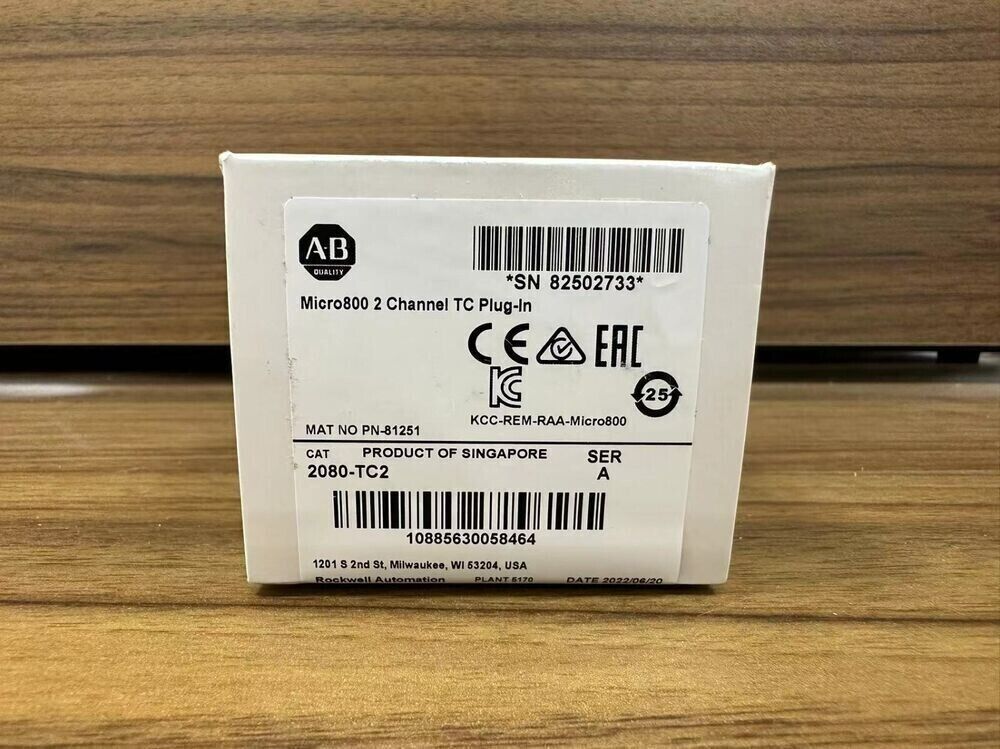 A-B
QUALITY
*SN 82502733*
Micro800 2 Channel TC Plug-In
CE
EAC
KC
25
MAT NO PN-81251
KCC-REM-RAA-Micro800
CAT PRODUCT OF SINGAPORE SER
2080-TC2 A
10885630058464
1201 S 2nd St, Milwaukee, WI 53204, USA
Rockwell Automation PLANT 5170 DATE 2022/06/20